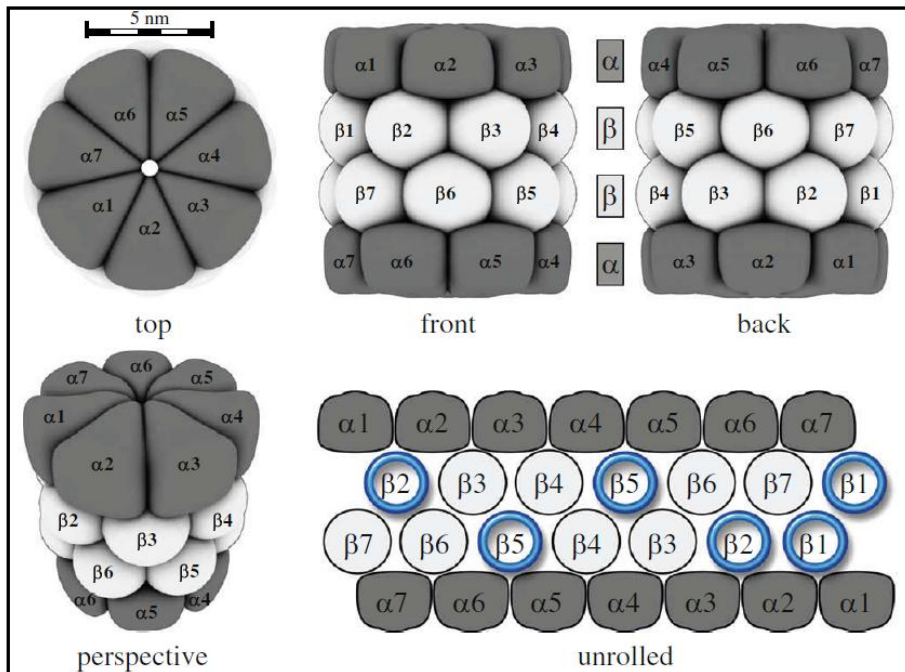 5 nm
α6 α5
α7 α4
α1 α3
α2
top
α1 α2 α3
β1 β2 β3 β4
β7 β6 β5
α7 α6 α5 α4
front
α
β
β
α
α4 α5 α6 α7
β5 β6 β7
β4 β3 β2 β1
α3 α2 α1
back
α6
α7 α5
α1 α4
α2 α3
β2 β4
β3
β6 β5
α6 α5 α4
perspective
α1 α2 α3 α4 α5 α6 α7
β2 β3 β4 β5 β6 β7 β1
β7 β6 β5 β4 β3 β2 β1
α7 α6 α5 α4 α3 α2 α1
unrolled